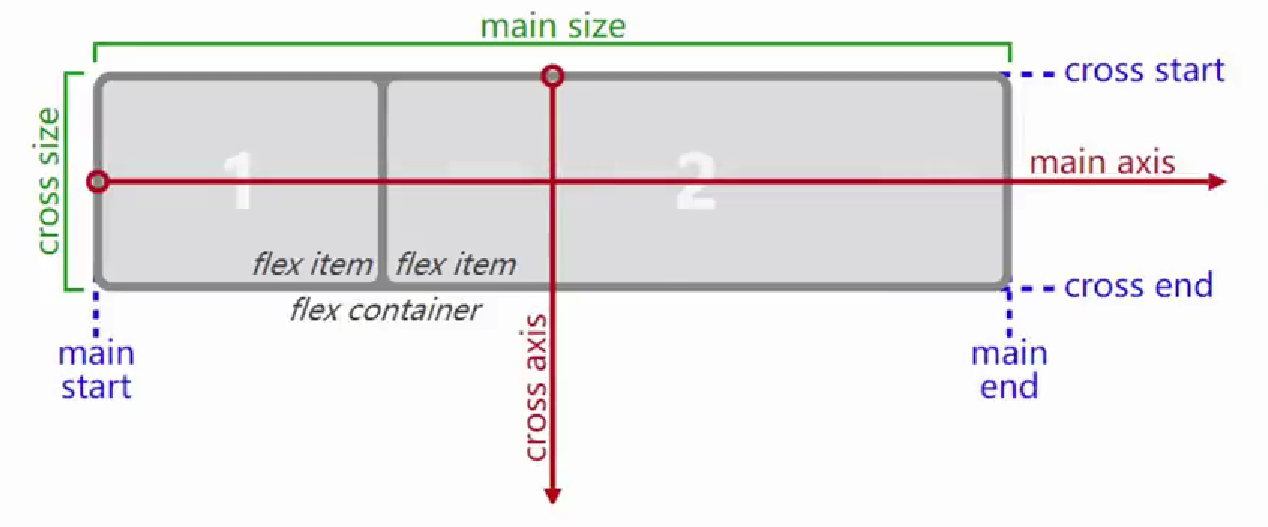 main size
cross start
cross size
main axis
1
2
flex item
flex item
cross end
flex container
cross axis
main
start
main
end